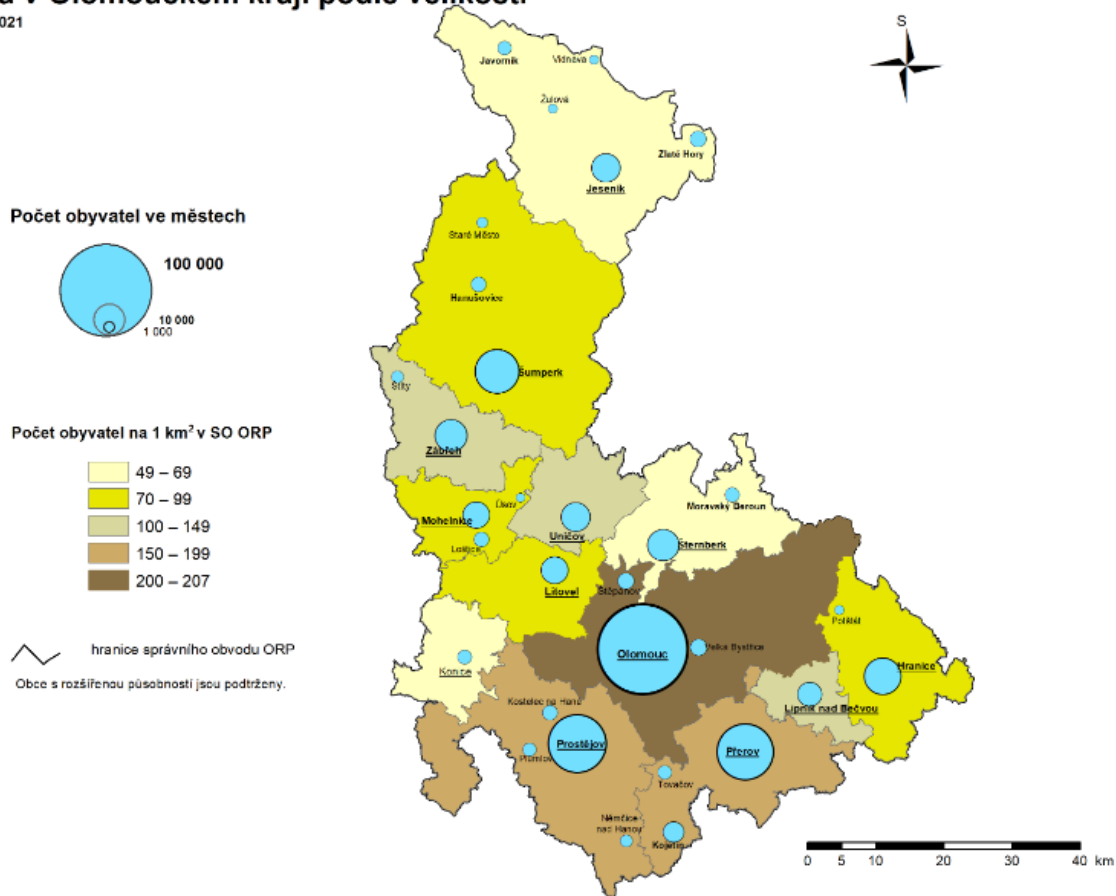 v Olomouckém kraji podle velikosti
2021
S
Javorník
Vidnava
Žulová
Zlaté Hory
Jeseník
Počet obyvatel ve městech
100 000
10 000
1 000
Staré Město
Hanušovice
Šumperk
Štíty
Zábřeh
Počet obyvatel na 1 km² v SO ORP
49 – 69
70 – 99
100 – 149
150 – 199
200 – 207
Úsov
Mohelnice
Loštice
Uničov
Moravský Beroun
Šternberk
Litovel
Štěpánov
Potštát
hranice správního obvodu ORP
Obce s rozšířenou působností jsou podtrženy.
Olomouc
Velká Bystřice
Konice
Hranice
Lipník nad Bečvou
Kostelec na Hané
Prostějov
Plumlov
Přerov
Tovačov
Němčice
nad Hanou
Kojetín
0 5 10 20 30 40 km